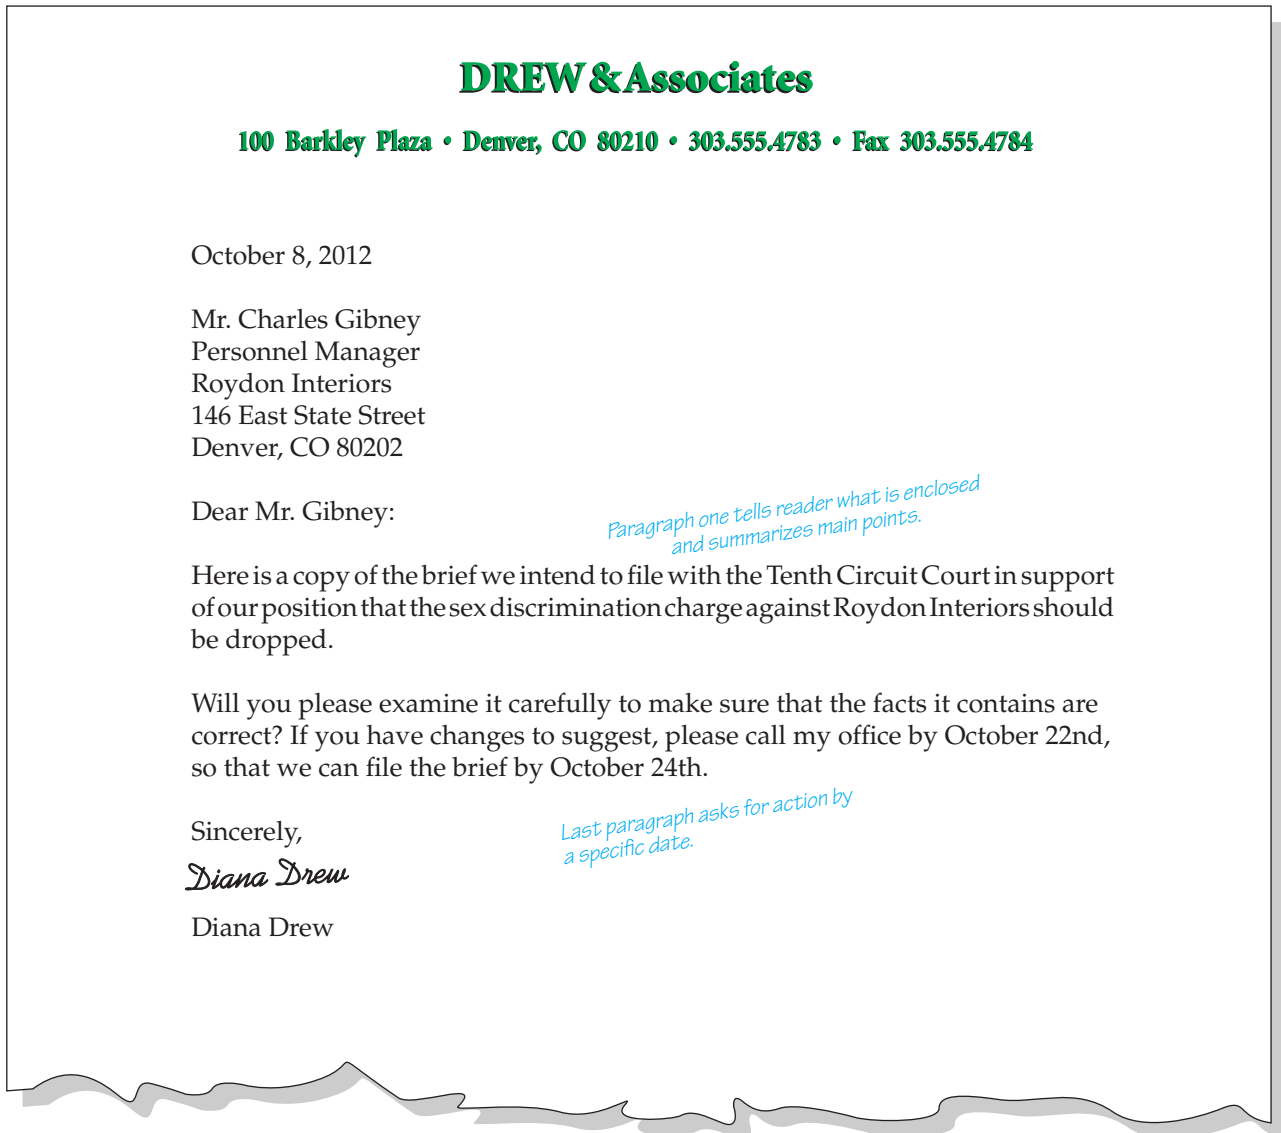 DREW & Associates
100 Barkley Plaza • Denver, CO 80210 • 303.555.4783 • Fax 303.555.4784
October 8, 2012
Mr. Charles Gibney
Personnel Manager
Roydon Interiors
146 East State Street
Denver, CO 80202
Dear Mr. Gibney:
Paragraph one tells reader what is enclosed
and summarizes main points.
Here is a copy of the brief we intend to file with the Tenth Circuit Court in support
of our position that the sex discrimination charge against Roydon Interiors should
be dropped.
Will you please examine it carefully to make sure that the facts it contains are
correct? If you have changes to suggest, please call my office by October 22nd,
so that we can file the brief by October 24th.
Last paragraph asks for action by
a specific date.
Sincerely,
Diana Drew
Diana Drew